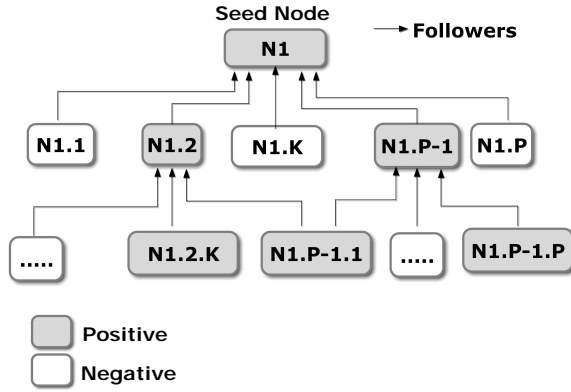 Seed Node
N1
Followers
N1.1
N1.2
N1.K
N1.P-1
N1.P
.....
N1.2.K
N1.P-1.1
.....
N1.P-1.P
Positive
Negative